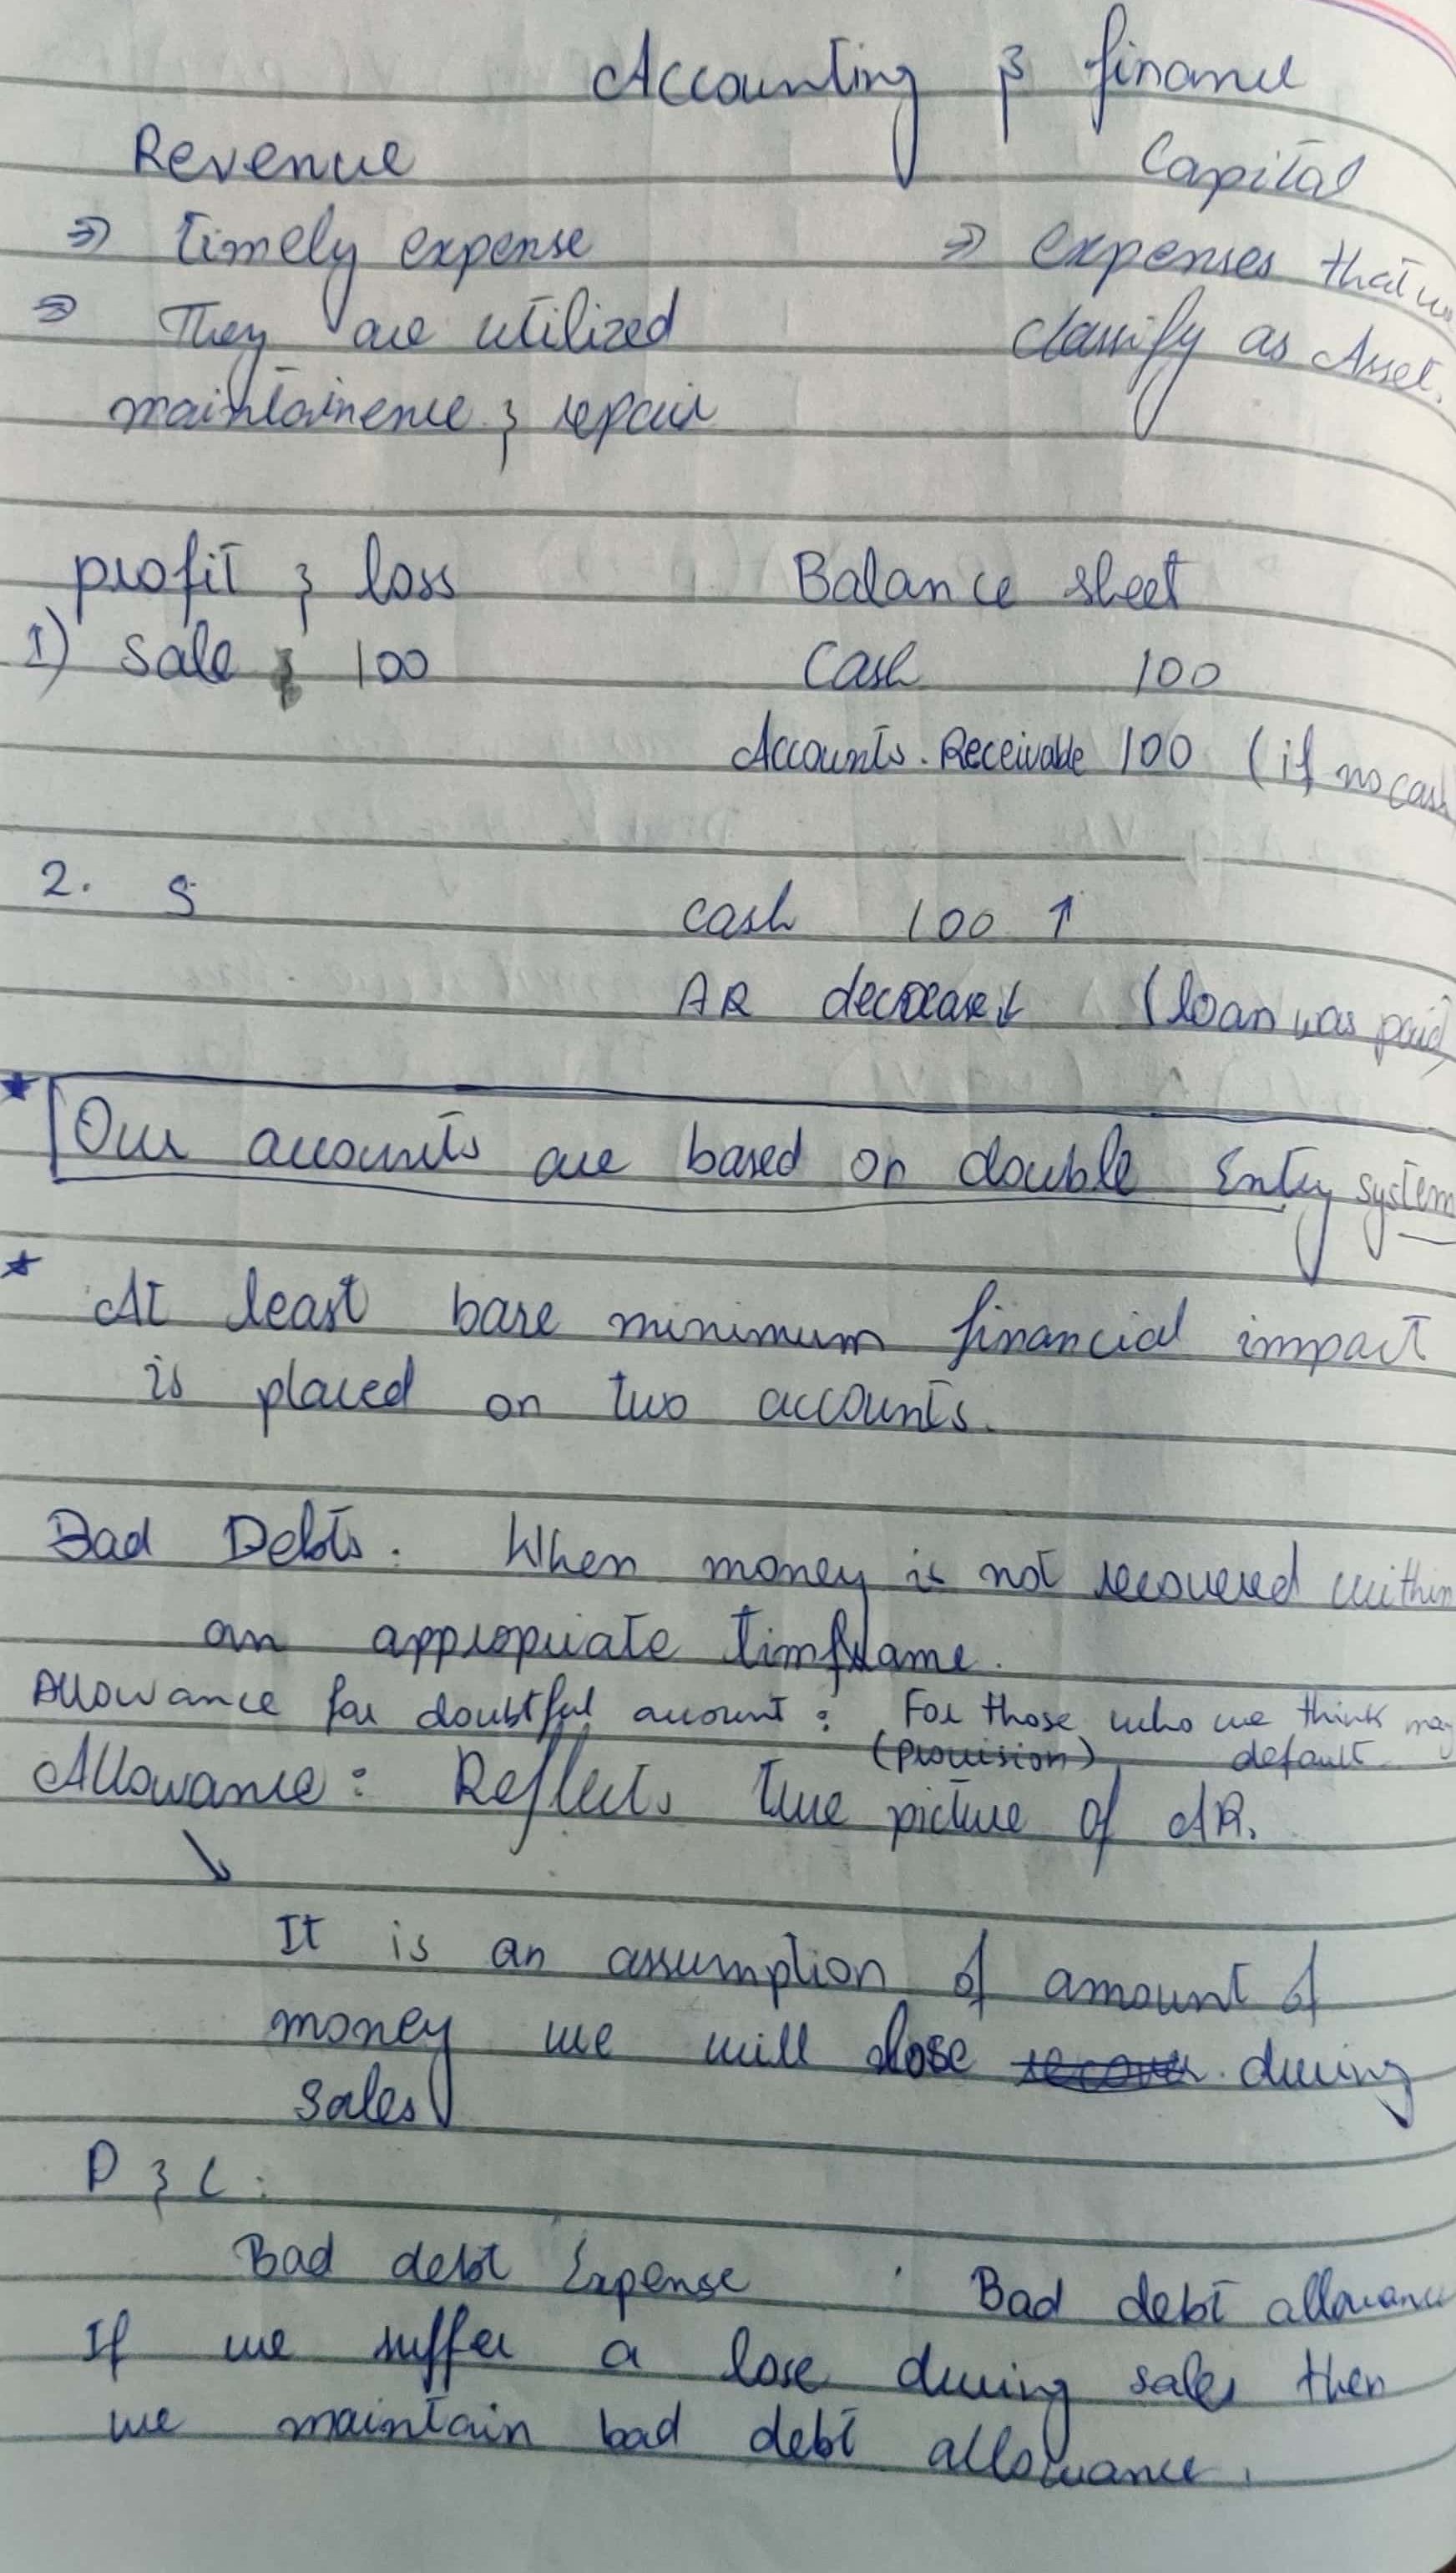 Accounting & finance
Revenue Capital
⇒ timely expense ⇒ expenses that we
⇒ They are utilized classify as Asset.
maintainence & repair
profit & loss Balance sheet
1) Sale 100 Cash 100
Accounts. Receivable 100 (if no cash
2. S cash 100 ↑
AR decrease ↓ (loan was paid)
★ Our accounts are based on double Entry system
★ At least bare minimum financial impact
is placed on two accounts.
Bad Debts. When money is not recovered within
an appropriate timframe.
Allowance for doubtful account : For those who we think may
(provision) default
Allowance : Reflects true picture of AR.
↘
It is an assumption of amount of
money we will lose recover during
sales
P & L :
Bad debt Expense : Bad debt allowance
If we suffer a lose during sales then
we maintain bad debt allowance.